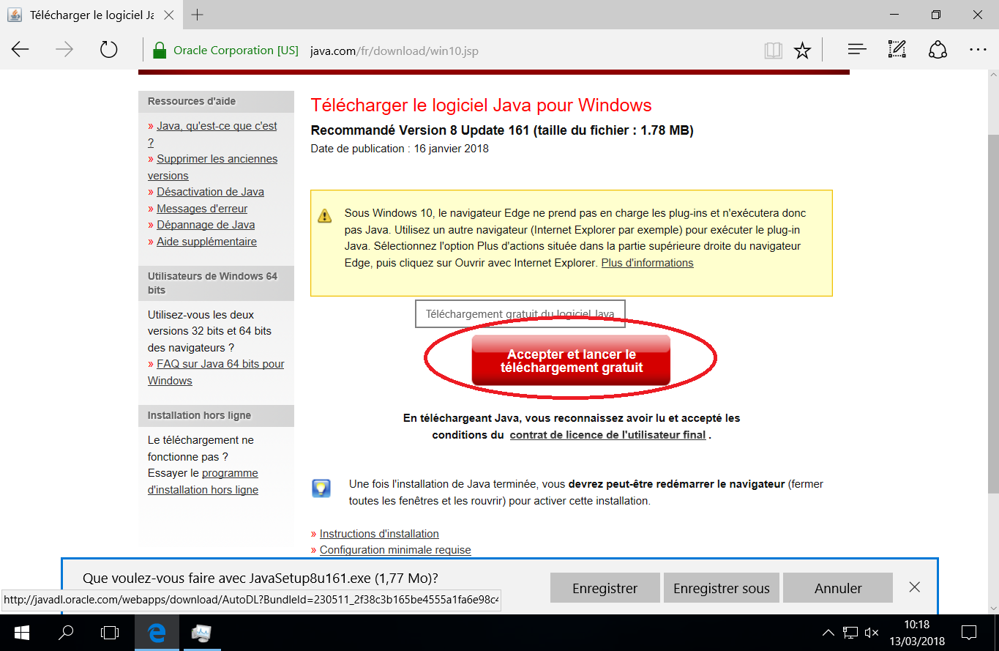 Télécharger le logiciel Ja
Oracle Corporation [US] java.com/fr/download/win10.jsp
Ressources d'aide
» Java, qu'est-ce que c'est
?
» Supprimer les anciennes
versions
» Désactivation de Java
» Messages d'erreur
» Dépannage de Java
» Aide supplémentaire
Utilisateurs de Windows 64
bits
Utilisez-vous les deux
versions 32 bits et 64 bits
des navigateurs ?
» FAQ sur Java 64 bits pour
Windows
Installation hors ligne
Le téléchargement ne
fonctionne pas ?
Essayer le programme
d'installation hors ligne
Télécharger le logiciel Java pour Windows
Recommandé Version 8 Update 161 (taille du fichier : 1.78 MB)
Date de publication : 16 janvier 2018
Sous Windows 10, le navigateur Edge ne prend pas en charge les plug-ins et n'exécutera donc
pas Java. Utilisez un autre navigateur (Internet Explorer par exemple) pour exécuter le plug-in
Java. Sélectionnez l'option Plus d'actions située dans la partie supérieure droite du navigateur
Edge, puis cliquez sur Ouvrir avec Internet Explorer. Plus d'informations
Téléchargement gratuit du logiciel Java
Accepter et lancer le
téléchargement gratuit
En téléchargeant Java, vous reconnaissez avoir lu et accepté les
conditions du contrat de licence de l'utilisateur final .
Une fois l'installation de Java terminée, vous devrez peut-être redémarrer le navigateur (fermer
toutes les fenêtres et les rouvrir) pour activer cette installation.
» Instructions d'installation
» Configuration minimale requise
Que voulez-vous faire avec JavaSetup8u161.exe (1,77 Mo)?
Enregistrer
Enregistrer sous
Annuler
http://javadl.oracle.com/webapps/download/AutoDL?BundleId=230511_2f38c3b165be4555a1fa6e98c4
10:18
13/03/2018